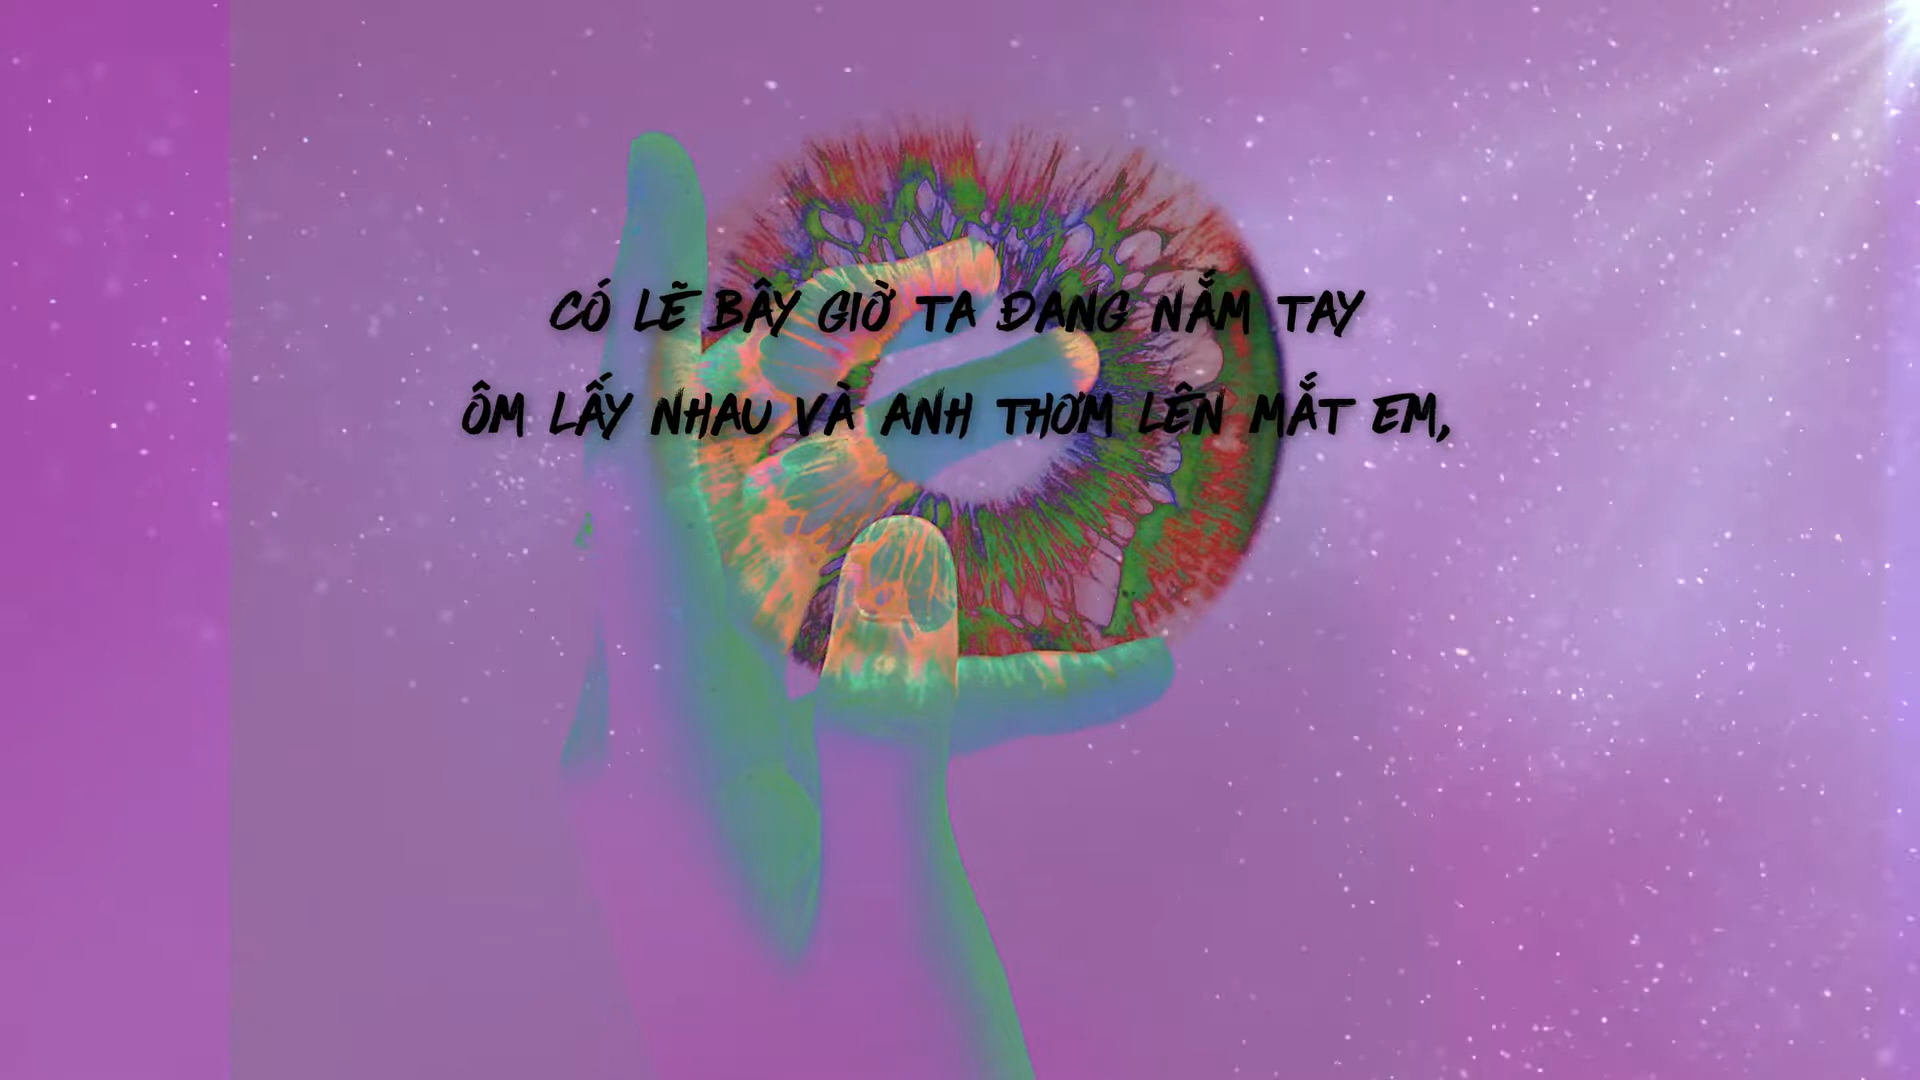 CÓ LẼ BÂY GIỜ TA ĐANG NẮM TAY
ÔM LẤY NHAU VÀ ANH THƠM LÊN MẮT EM,